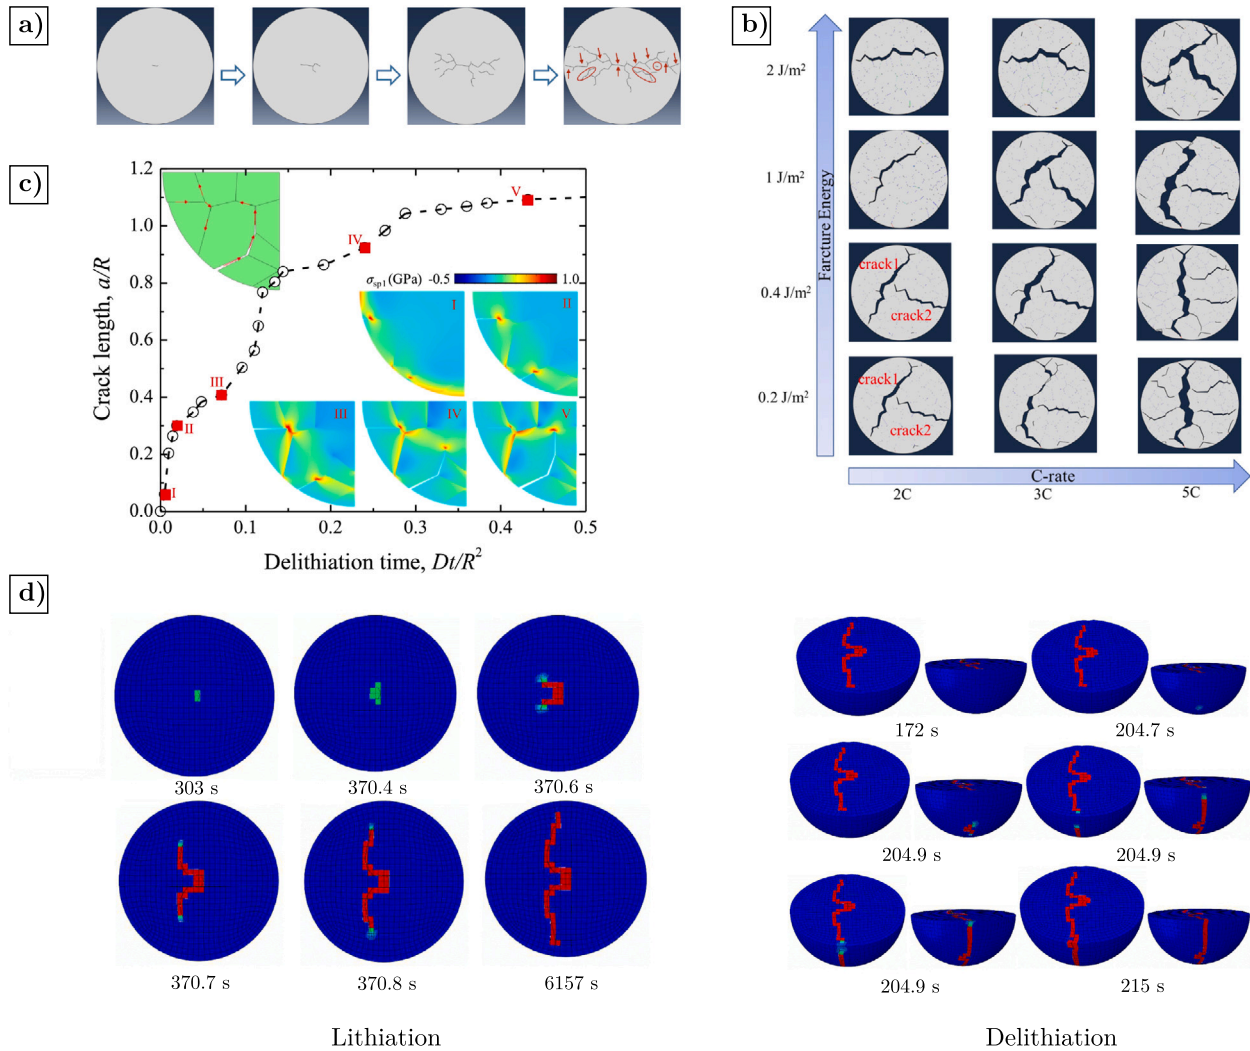 a)
b)
2 J/m²
1 J/m²
0.4 J/m²
0.2 J/m²
Farcture Energy
crack1
crack2
crack1
crack2
C-rate
2C
3C
5C
c)
Crack length, a/R
1.2
1.0
0.8
0.6
0.4
0.2
0.0
0.0
0.1
0.2
0.3
0.4
0.5
Delithiation time, Dt/R²
I
II
III
IV
V
σsp1(GPa) -0.5 1.0
I
II
III
IV
V
d)
303 s
370.4 s
370.6 s
370.7 s
370.8 s
6157 s
Lithiation
172 s
204.7 s
204.9 s
204.9 s
204.9 s
215 s
Delithiation